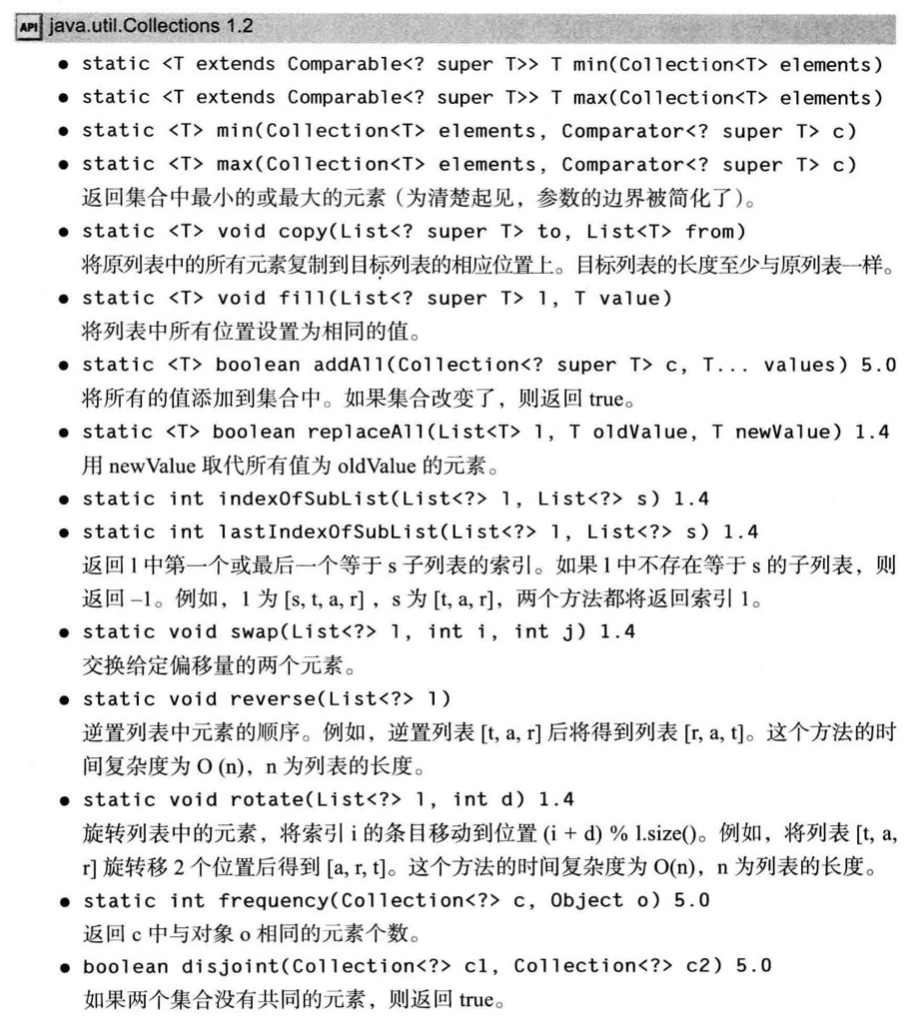 API java.util.Collections 1.2
● static <T extends Comparable<? super T>> T min(Collection<T> elements)
● static <T extends Comparable<? super T>> T max(Collection<T> elements)
● static <T> min(Collection<T> elements, Comparator<? super T> c)
● static <T> max(Collection<T> elements, Comparator<? super T> c)
返回集合中最小的或最大的元素（为清楚起见，参数的边界被简化了）。
● static <T> void copy(List<? super T> to, List<T> from)
将原列表中的所有元素复制到目标列表的相应位置上。目标列表的长度至少与原列表一样。
● static <T> void fill(List<? super T> l, T value)
将列表中所有位置设置为相同的值。
● static <T> boolean addAll(Collection<? super T> c, T... values) 5.0
将所有的值添加到集合中。如果集合改变了，则返回 true。
● static <T> boolean replaceAll(List<T> l, T oldValue, T newValue) 1.4
用 newValue 取代所有值为 oldValue 的元素。
● static int indexOfSubList(List<?> l, List<?> s) 1.4
● static int lastIndexOfSubList(List<?> l, List<?> s) 1.4
返回 l 中第一个或最后一个等于 s 子列表的索引。如果 l 中不存在等于 s 的子列表，则
返回 –1。例如，l 为 [s, t, a, r]，s 为 [t, a, r]，两个方法都将返回索引 1。
● static void swap(List<?> l, int i, int j) 1.4
交换给定偏移量的两个元素。
● static void reverse(List<?> l)
逆置列表中元素的顺序。例如，逆置列表 [t, a, r] 后将得到列表 [r, a, t]。这个方法的时
间复杂度为 O (n)，n 为列表的长度。
● static void rotate(List<?> l, int d) 1.4
旋转列表中的元素，将索引 i 的条目移动到位置 (i + d) % l.size()。例如，将列表 [t, a,
r] 旋转移 2 个位置后得到 [a, r, t]。这个方法的时间复杂度为 O(n)，n 为列表的长度。
● static int frequency(Collection<?> c, Object o) 5.0
返回 c 中与对象 o 相同的元素个数。
● boolean disjoint(Collection<?> c1, Collection<?> c2) 5.0
如果两个集合没有共同的元素，则返回 true。